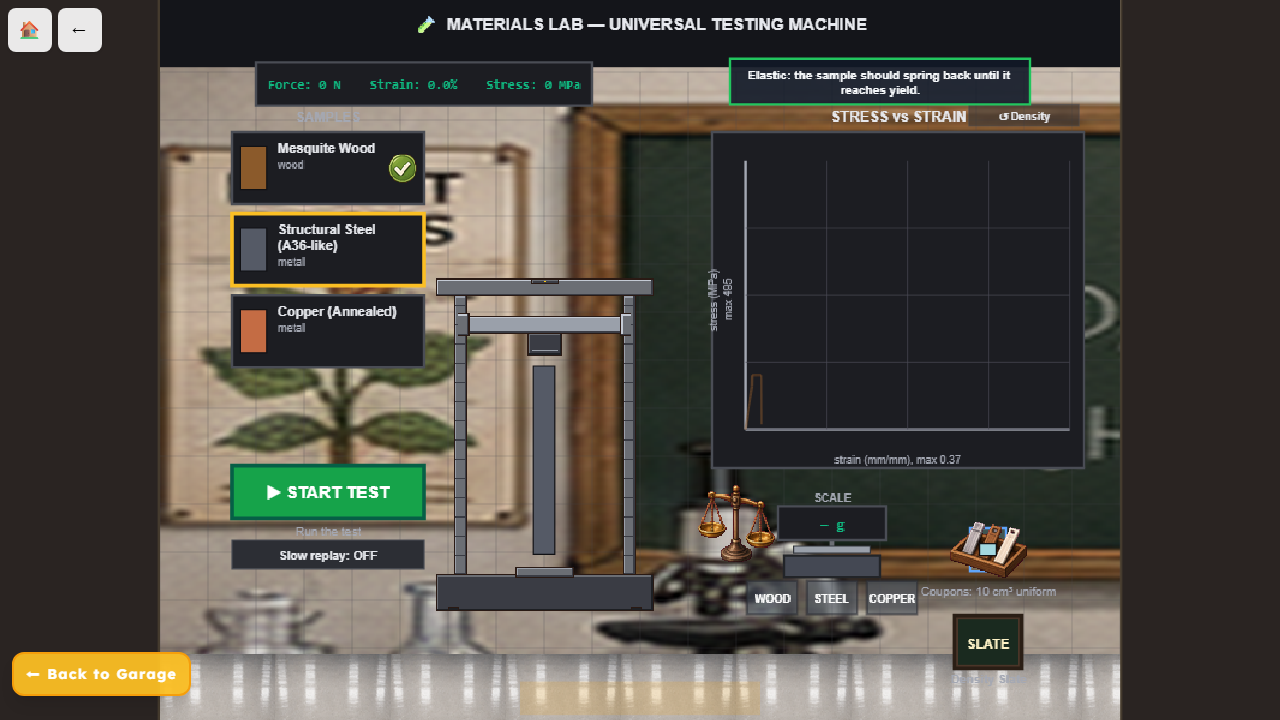 MATERIALS LAB — UNIVERSAL TESTING MACHINE
Force: 0 N Strain: 0.0% Stress: 0 MPa
Elastic: the sample should spring back until it
reaches yield.
SAMPLES
STRESS vs STRAIN
↺ Density
Mesquite Wood
wood
Structural Steel
(A36-like)
metal
Copper (Annealed)
metal
stress (MPa)
max 485
strain (mm/mm), max 0.37
▶ START TEST
Run the test
Slow replay: OFF
SCALE
— g
WOOD STEEL COPPER
Coupons: 10 cm³ uniform
SLATE
← Back to Garage